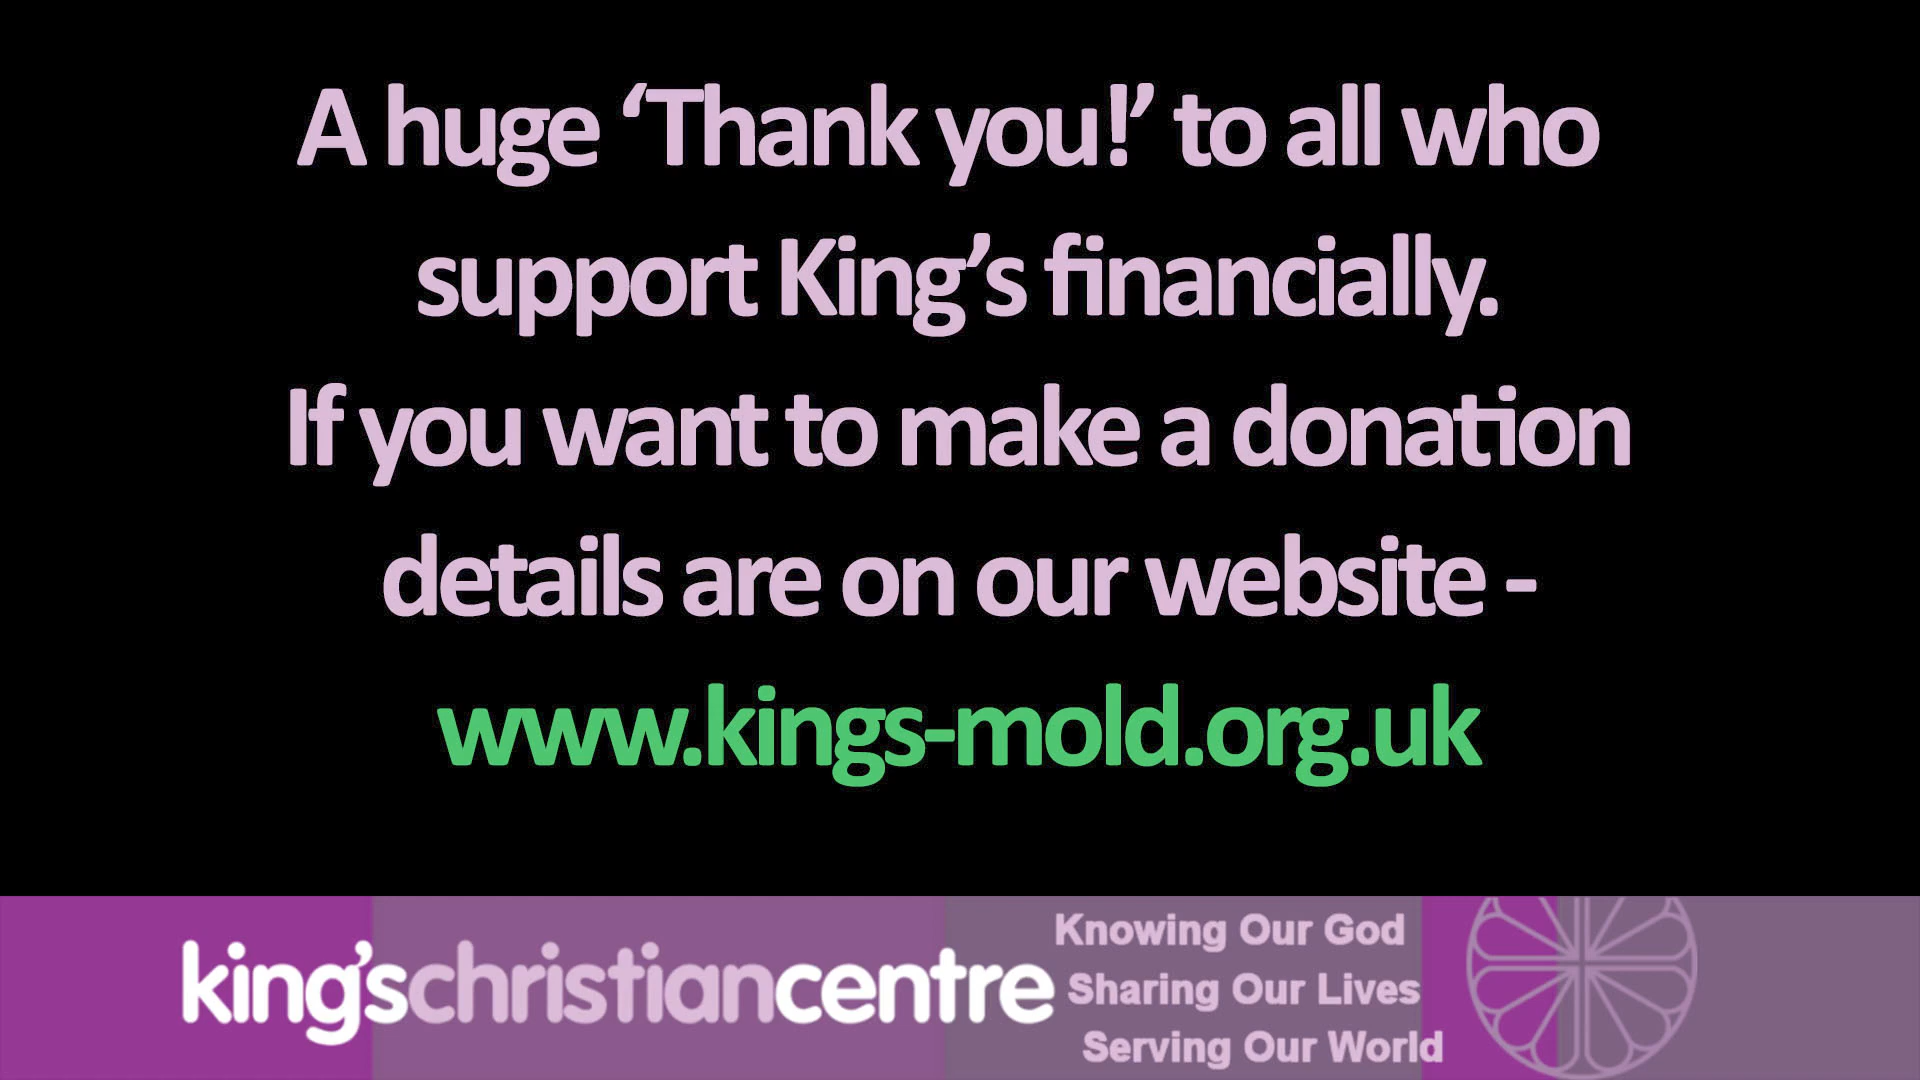 A huge ‘Thank you!’ to all who
support King’s financially.
If you want to make a donation
details are on our website -
www.kings-mold.org.uk
king'schristiancentre
Knowing Our God
Sharing Our Lives
Serving Our World